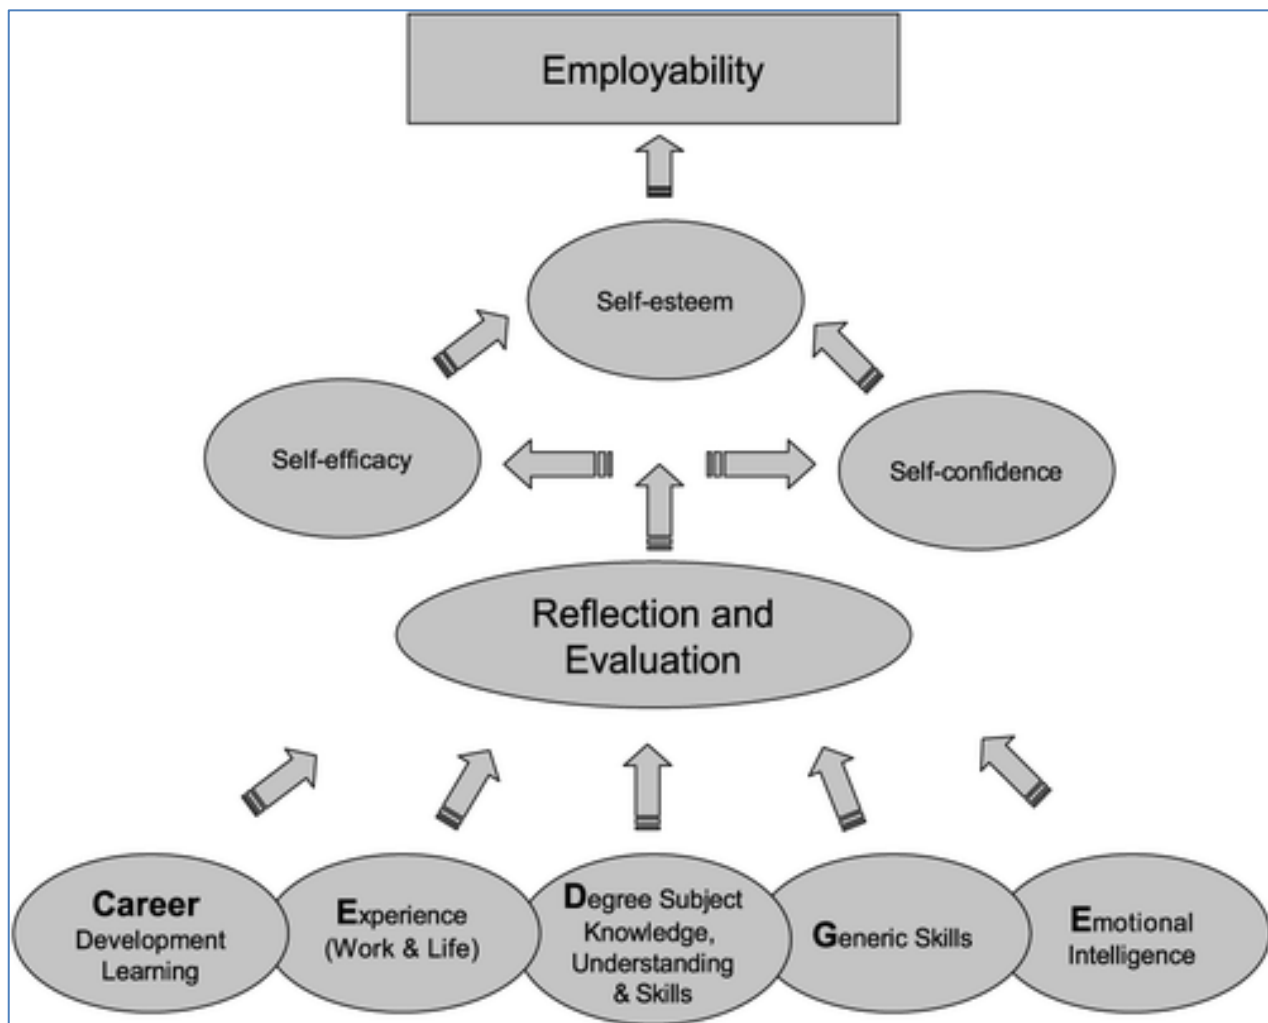 Employability
Self-esteem
Self-efficacy
Self-confidence
Reflection and
Evaluation
Career
Development
Learning
Experience
(Work & Life)
Degree Subject
Knowledge,
Understanding
& Skills
Generic Skills
Emotional
Intelligence